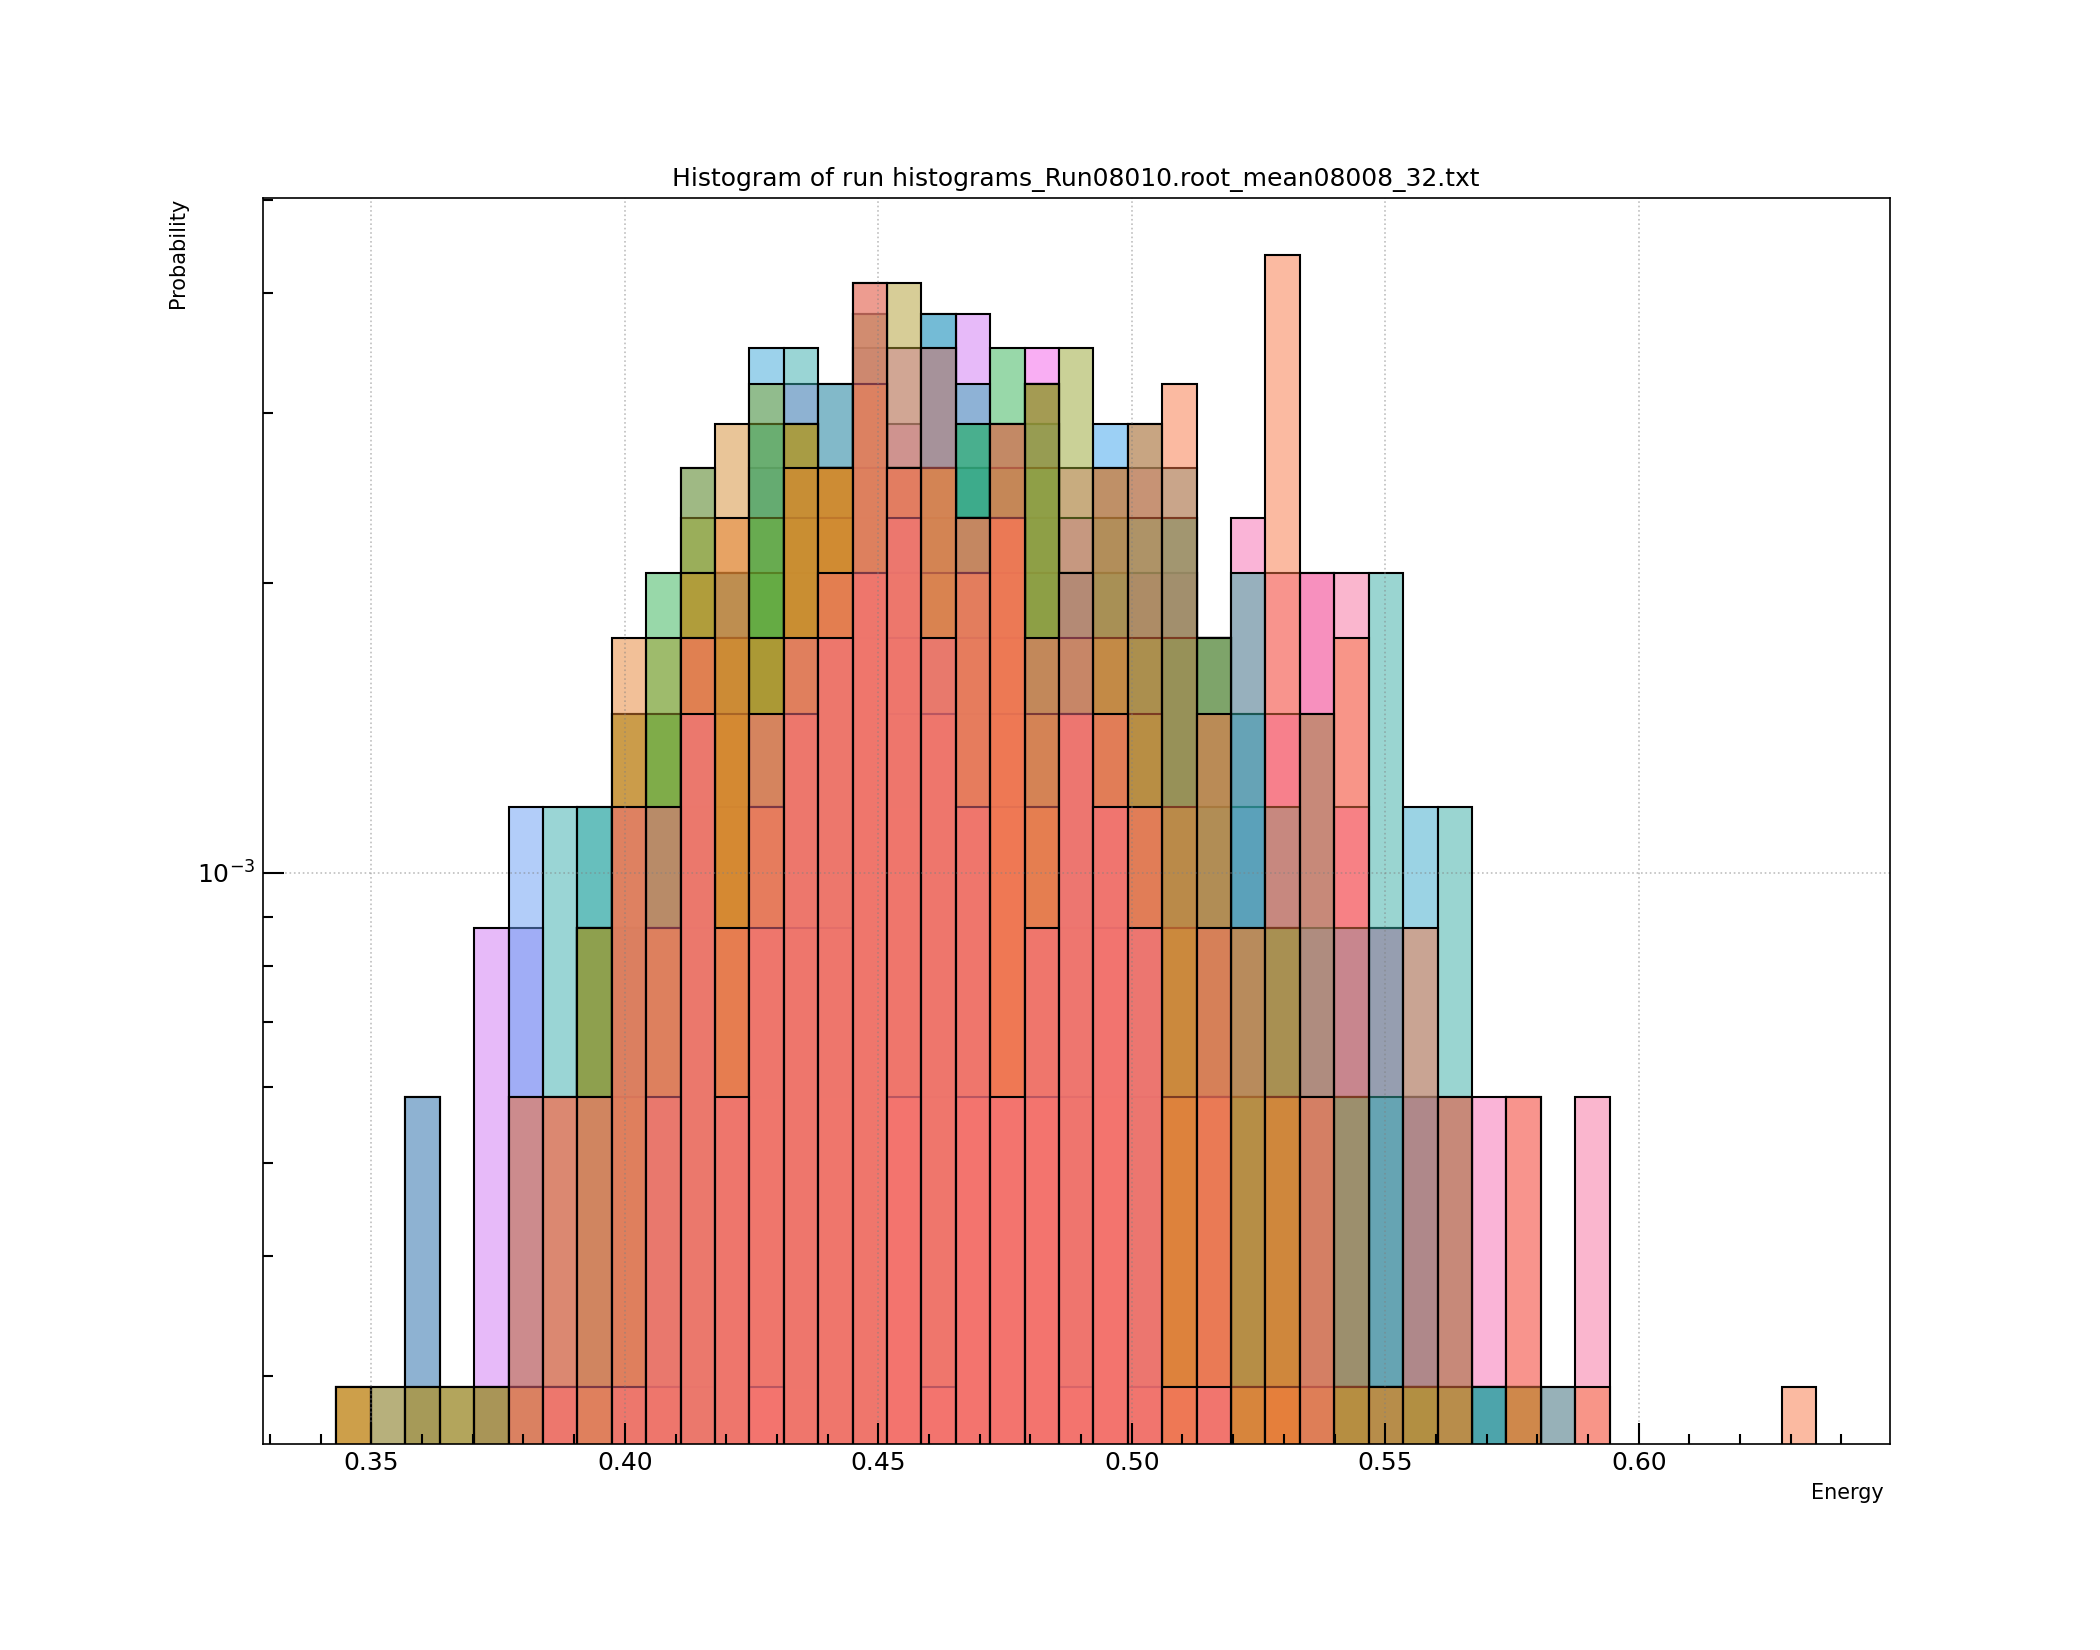 Histogram of run histograms_Run08010.root_mean08008_32.txt
Probability
10⁻³
0.35 0.40 0.45 0.50 0.55 0.60
Energy